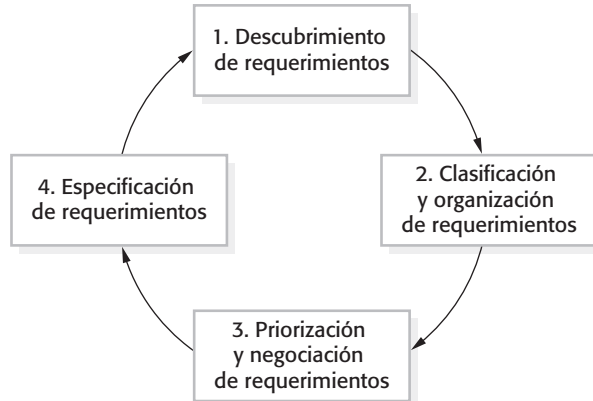 1. Descubrimiento
de requerimientos
2. Clasificación
y organización
de requerimientos
3. Priorización
y negociación
de requerimientos
4. Especificación
de requerimientos